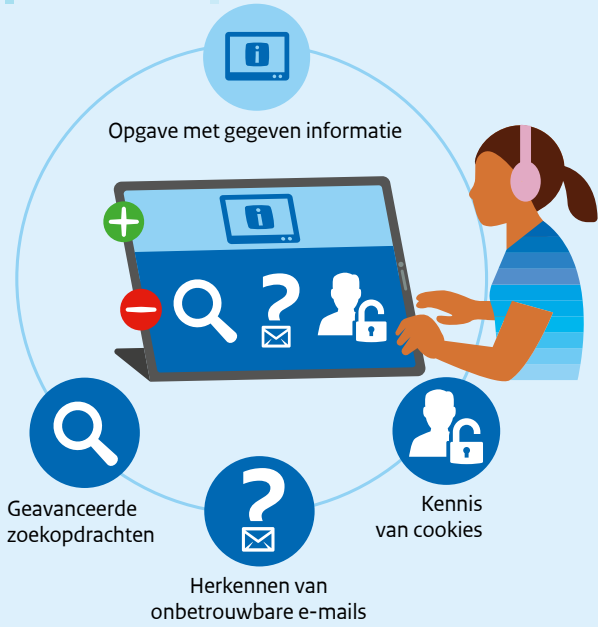 Opgave met gegeven informatie
Geavanceerde
zoekopdrachten
Kennis
van cookies
Herkennen van
onbetrouwbare e-mails